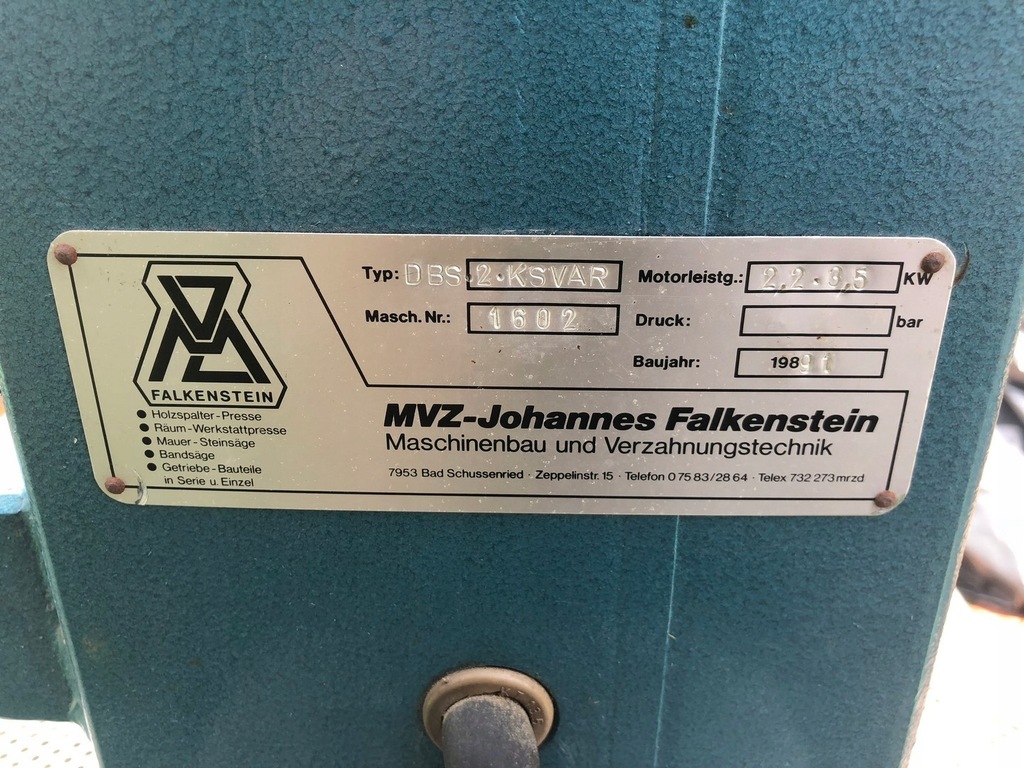 Typ: DBS.2.KSVAR
Motorleistg.: 2,2.3,5 KW
Masch. Nr.: 1602
Druck: bar
Baujahr: 19891
FALKENSTEIN
● Holzspalter-Presse
● Räum-Werkstattpresse
● Mauer-Steinsäge
● Bandsäge
● Getriebe-Bauteile
in Serie u. Einzel
MVZ-Johannes Falkenstein
Maschinenbau und Verzahnungstechnik
7953 Bad Schussenried · Zeppelinstr. 15 · Telefon 0 75 83/28 64 · Telex 732 273 mrzd